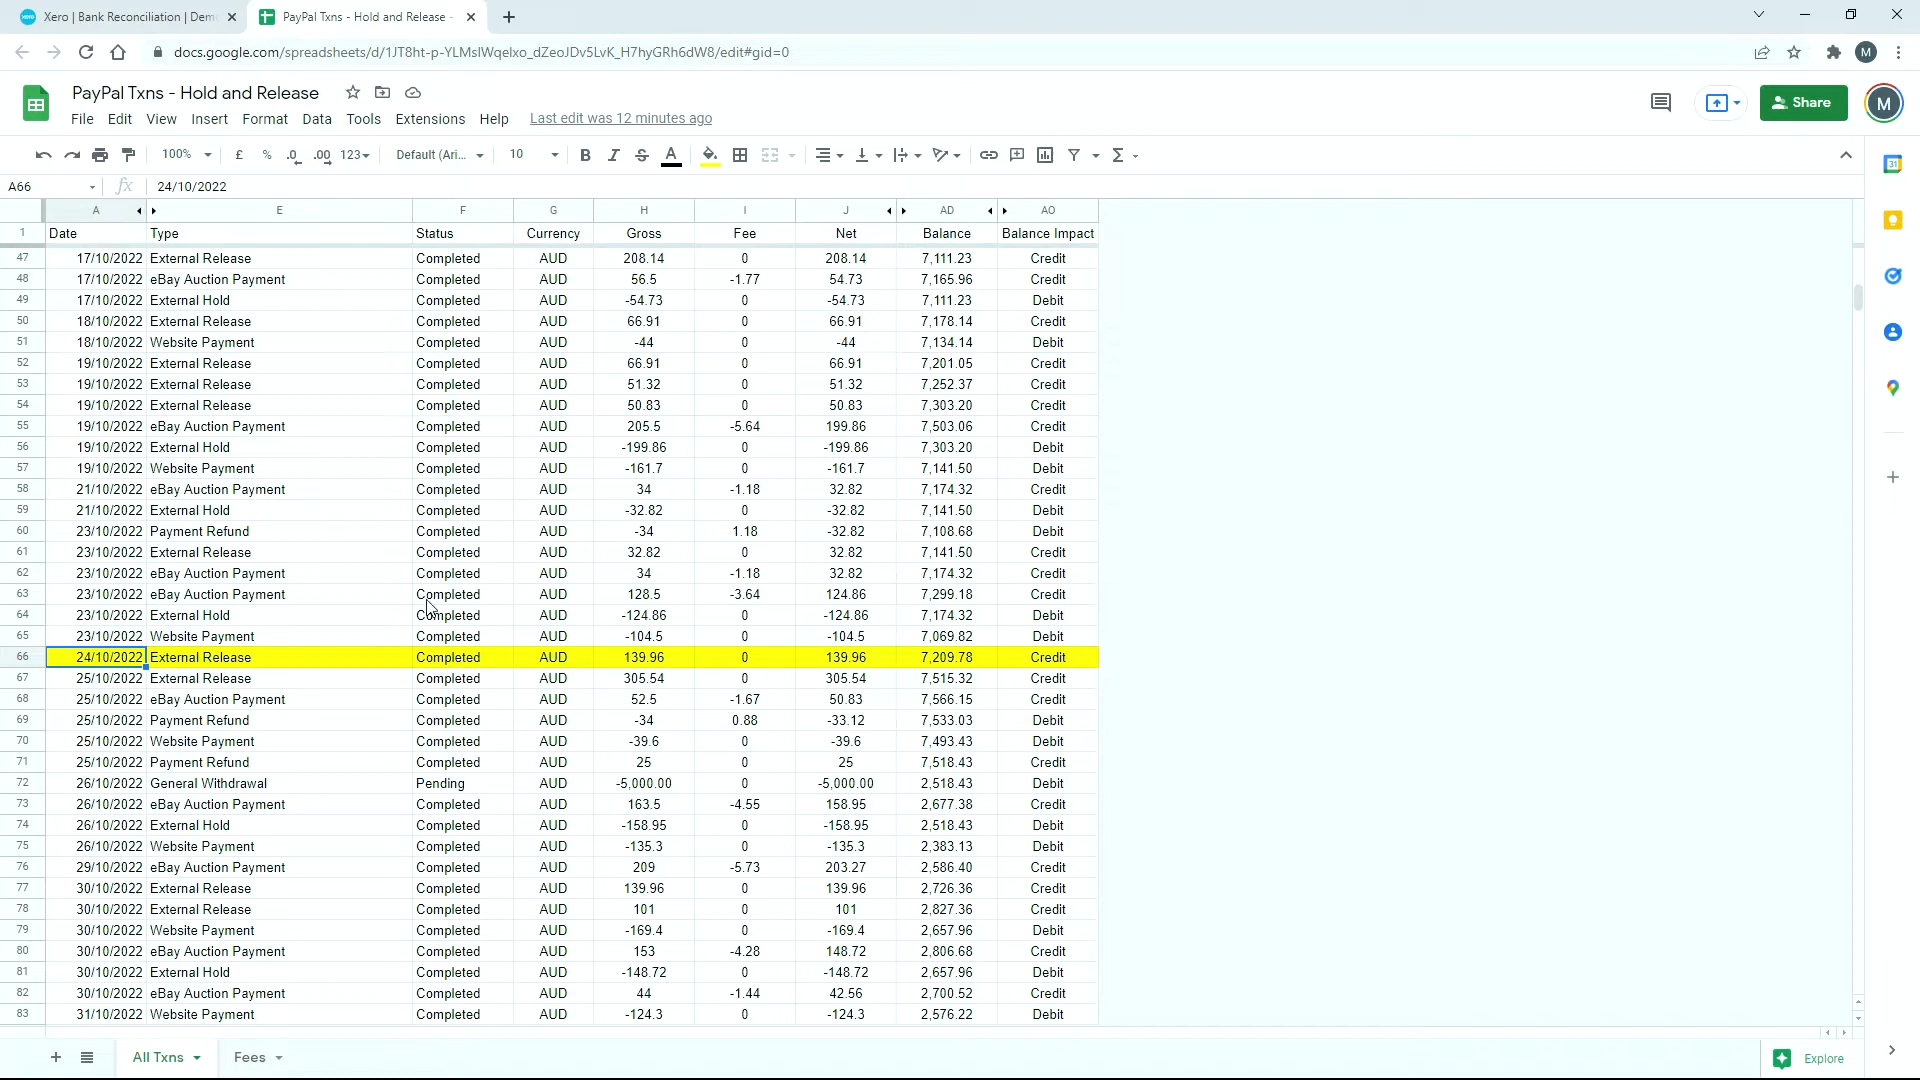 Xero | Bank Reconciliation | Dem
PayPal Txns - Hold and Release -
docs.google.com/spreadsheets/d/1JT8ht-p-YLMsIWqeIxo_dZeoJDv5LvK_H7hyGRh6dW8/edit#gid=0
M
PayPal Txns - Hold and Release
File Edit View Insert Format Data Tools Extensions Help Last edit was 12 minutes ago
Share
M
100% £ % .0 .00 123 Default (Ari... 10 B I S A Σ
A66 fx 24/10/2022
A E F G H I J AD AO
1 Date Type Status Currency Gross Fee Net Balance Balance Impact
47 17/10/2022 External Release Completed AUD 208.14 0 208.14 7,111.23 Credit
48 17/10/2022 eBay Auction Payment Completed AUD 56.5 -1.77 54.73 7,165.96 Credit
49 17/10/2022 External Hold Completed AUD -54.73 0 -54.73 7,111.23 Debit
50 18/10/2022 External Release Completed AUD 66.91 0 66.91 7,178.14 Credit
51 18/10/2022 Website Payment Completed AUD -44 0 -44 7,134.14 Debit
52 19/10/2022 External Release Completed AUD 66.91 0 66.91 7,201.05 Credit
53 19/10/2022 External Release Completed AUD 51.32 0 51.32 7,252.37 Credit
54 19/10/2022 External Release Completed AUD 50.83 0 50.83 7,303.20 Credit
55 19/10/2022 eBay Auction Payment Completed AUD 205.5 -5.64 199.86 7,503.06 Credit
56 19/10/2022 External Hold Completed AUD -199.86 0 -199.86 7,303.20 Debit
57 19/10/2022 Website Payment Completed AUD -161.7 0 -161.7 7,141.50 Debit
58 21/10/2022 eBay Auction Payment Completed AUD 34 -1.18 32.82 7,174.32 Credit
59 21/10/2022 External Hold Completed AUD -32.82 0 -32.82 7,141.50 Debit
60 23/10/2022 Payment Refund Completed AUD -34 1.18 -32.82 7,108.68 Debit
61 23/10/2022 External Release Completed AUD 32.82 0 32.82 7,141.50 Credit
62 23/10/2022 eBay Auction Payment Completed AUD 34 -1.18 32.82 7,174.32 Credit
63 23/10/2022 eBay Auction Payment Completed AUD 128.5 -3.64 124.86 7,299.18 Credit
64 23/10/2022 External Hold Completed AUD -124.86 0 -124.86 7,174.32 Debit
65 23/10/2022 Website Payment Completed AUD -104.5 0 -104.5 7,069.82 Debit
66 24/10/2022 External Release Completed AUD 139.96 0 139.96 7,209.78 Credit
67 25/10/2022 External Release Completed AUD 305.54 0 305.54 7,515.32 Credit
68 25/10/2022 eBay Auction Payment Completed AUD 52.5 -1.67 50.83 7,566.15 Credit
69 25/10/2022 Payment Refund Completed AUD -34 0.88 -33.12 7,533.03 Debit
70 25/10/2022 Website Payment Completed AUD -39.6 0 -39.6 7,493.43 Debit
71 25/10/2022 Payment Refund Completed AUD 25 0 25 7,518.43 Credit
72 26/10/2022 General Withdrawal Pending AUD -5,000.00 0 -5,000.00 2,518.43 Debit
73 26/10/2022 eBay Auction Payment Completed AUD 163.5 -4.55 158.95 2,677.38 Credit
74 26/10/2022 External Hold Completed AUD -158.95 0 -158.95 2,518.43 Debit
75 26/10/2022 Website Payment Completed AUD -135.3 0 -135.3 2,383.13 Debit
76 29/10/2022 eBay Auction Payment Completed AUD 209 -5.73 203.27 2,586.40 Credit
77 30/10/2022 External Release Completed AUD 139.96 0 139.96 2,726.36 Credit
78 30/10/2022 External Release Completed AUD 101 0 101 2,827.36 Credit
79 30/10/2022 Website Payment Completed AUD -169.4 0 -169.4 2,657.96 Debit
80 30/10/2022 eBay Auction Payment Completed AUD 153 -4.28 148.72 2,806.68 Credit
81 30/10/2022 External Hold Completed AUD -148.72 0 -148.72 2,657.96 Debit
82 30/10/2022 eBay Auction Payment Completed AUD 44 -1.44 42.56 2,700.52 Credit
83 31/10/2022 Website Payment Completed AUD -124.3 0 -124.3 2,576.22 Debit
All Txns Fees Explore